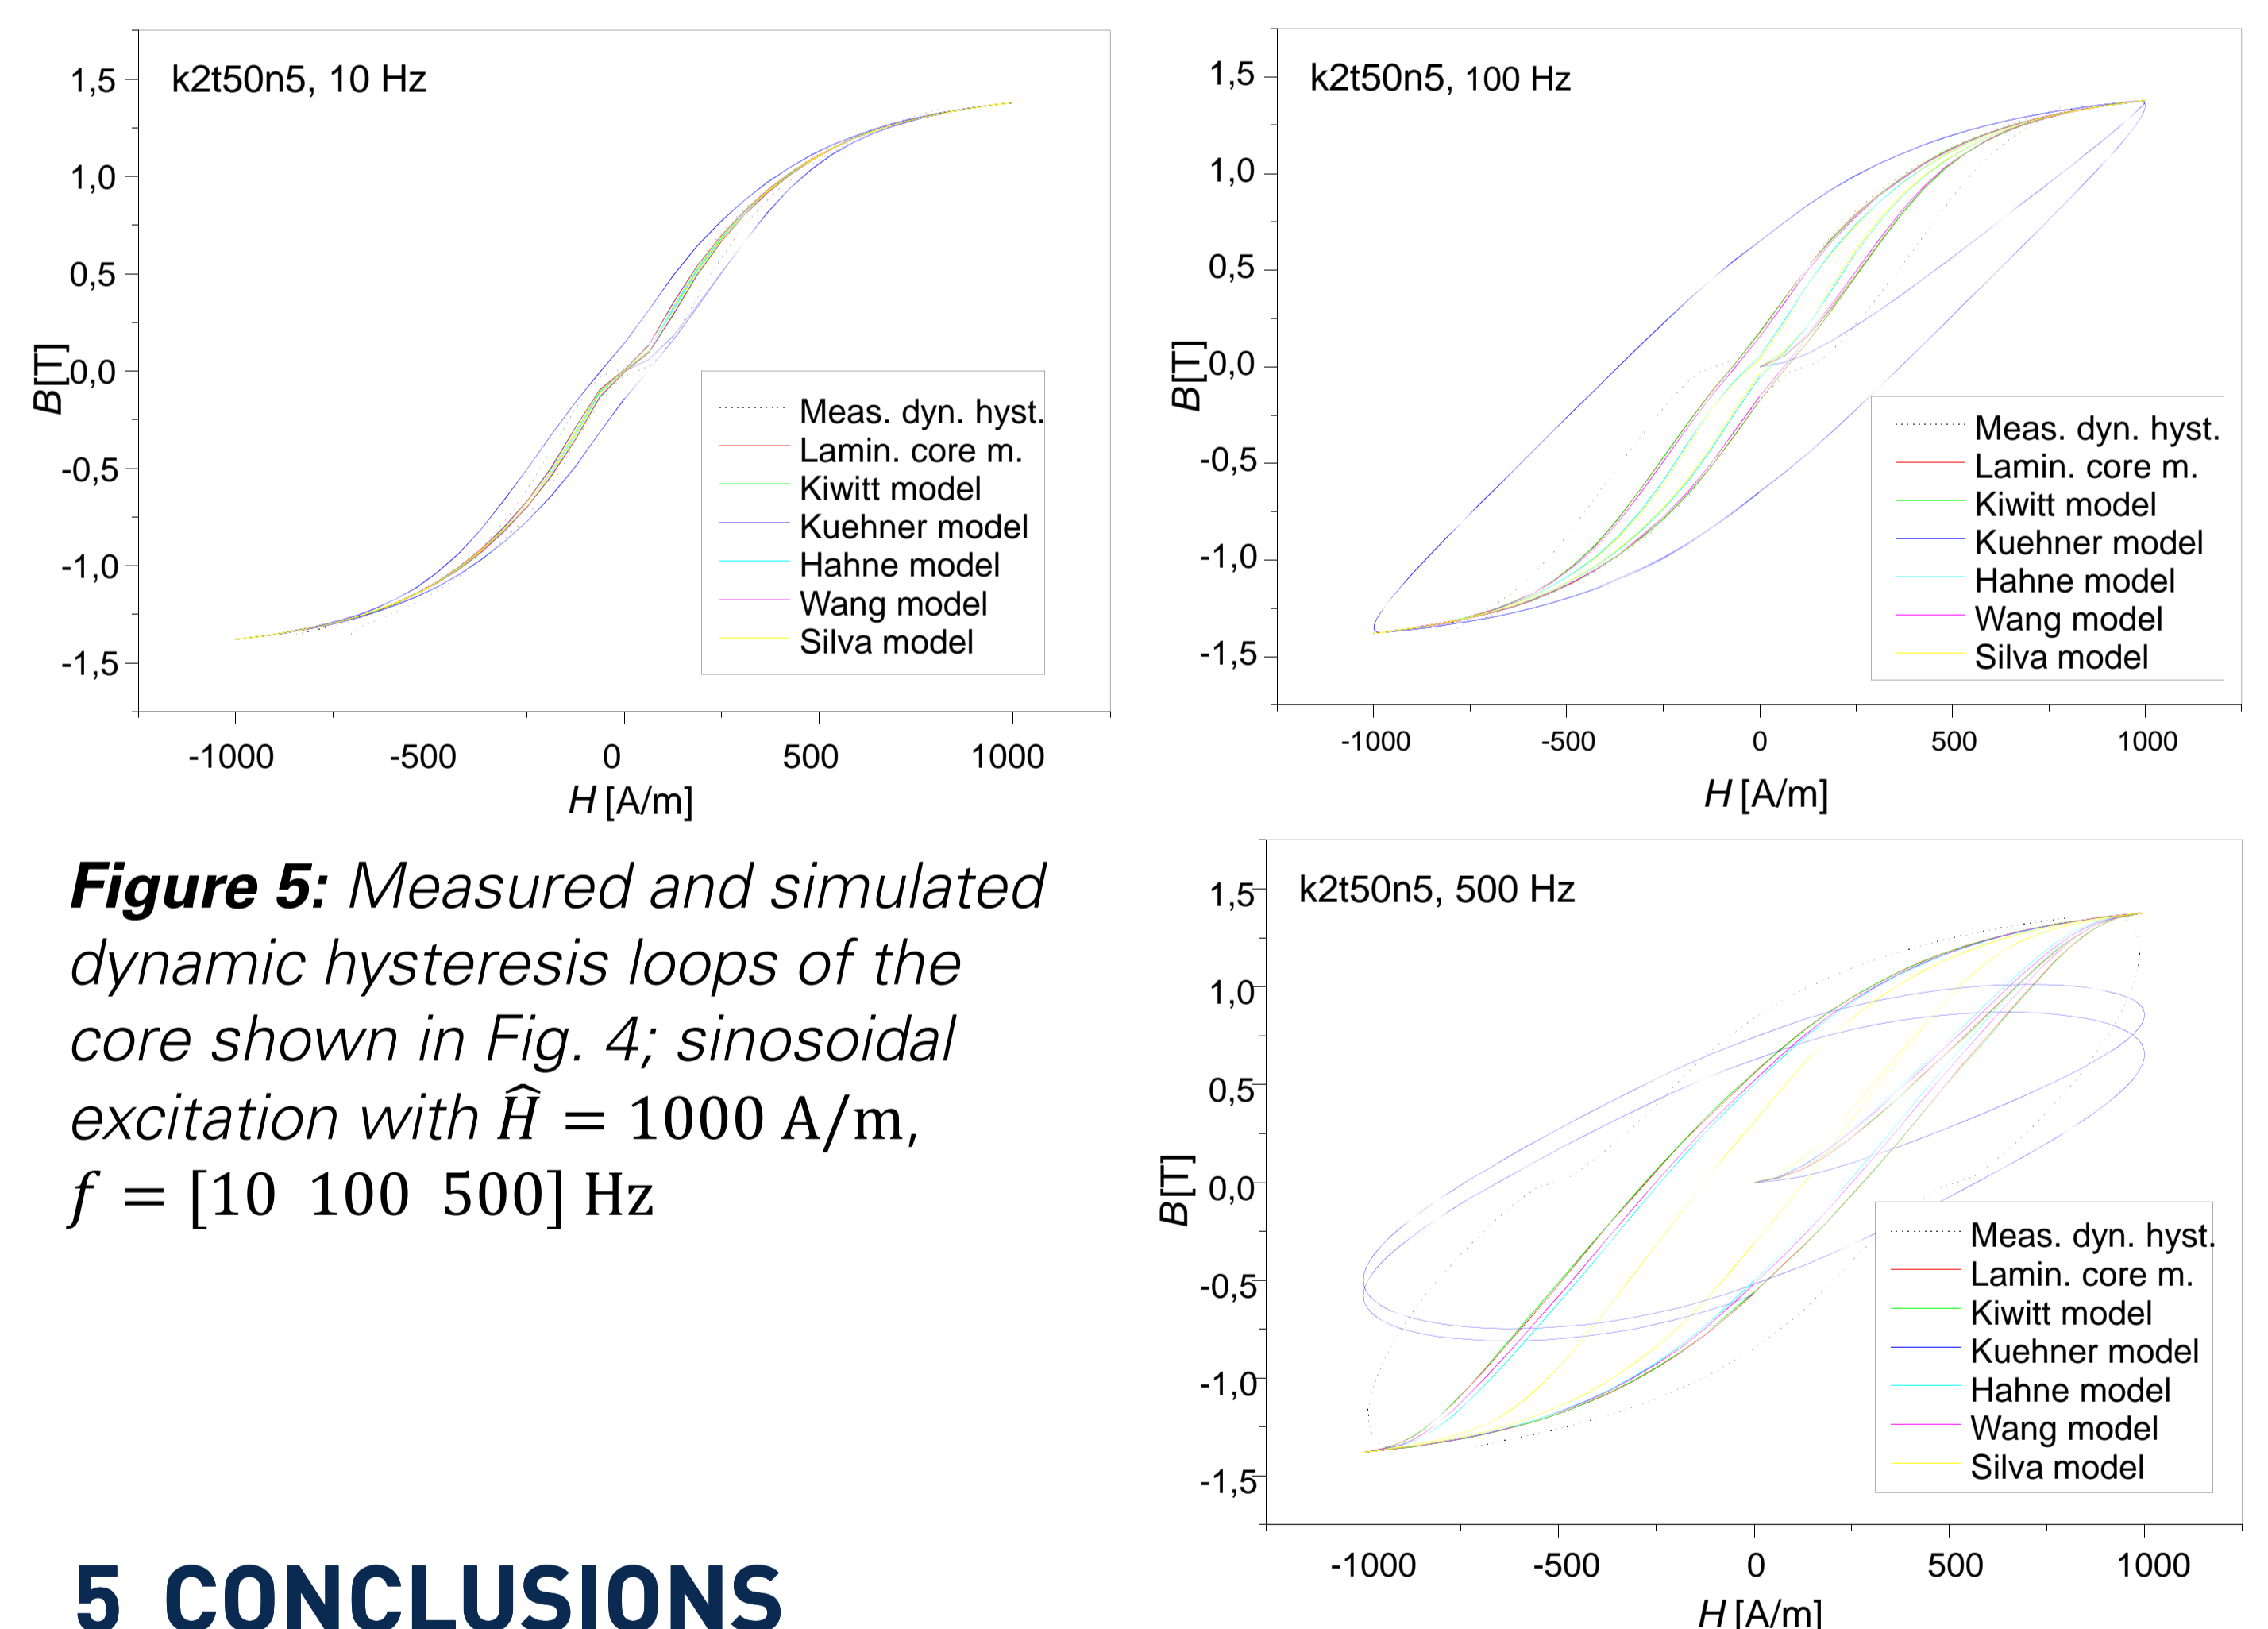 k2t50n5, 10 Hz
1,5
1,0
0,5
0,0
-0,5
-1,0
-1,5
B[T]
Meas. dyn. hyst.
Lamin. core m.
Kiwitt model
Kuehner model
Hahne model
Wang model
Silva model
-1000 -500 0 500 1000
H [A/m]
k2t50n5, 100 Hz
1,5
1,0
0,5
0,0
-0,5
-1,0
-1,5
B[T]
Meas. dyn. hyst.
Lamin. core m.
Kiwitt model
Kuehner model
Hahne model
Wang model
Silva model
-1000 -500 0 500 1000
H [A/m]
Figure 5: Measured and simulated
dynamic hysteresis loops of the
core shown in Fig. 4; sinosoidal
excitation with Ĥ = 1000 A/m,
f = [10 100 500] Hz
k2t50n5, 500 Hz
1,5
1,0
0,5
0,0
-0,5
-1,0
-1,5
B[T]
Meas. dyn. hyst.
Lamin. core m.
Kiwitt model
Kuehner model
Hahne model
Wang model
Silva model
-1000 -500 0 500 1000
H [A/m]
5 CONCLUSIONS